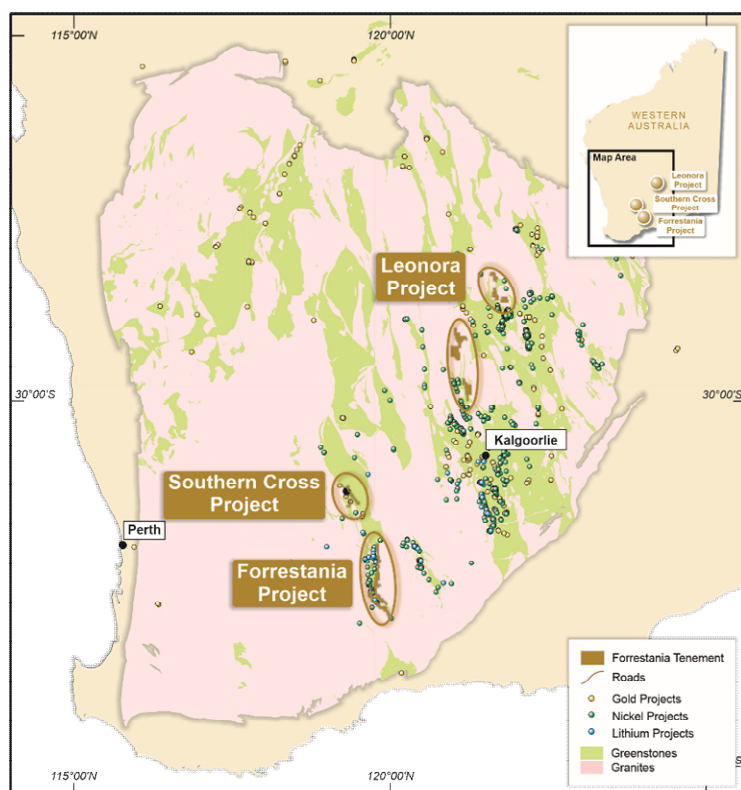 115°00'N
120°00'N
WESTERN
AUSTRALIA
Map Area
Leonora
Project
Southern Cross
Project
Forrestania
Project
Leonora
Project
30°00'S
30°00'S
Kalgoorlie
Southern Cross
Project
Perth
Forrestania
Project
Forrestania Tenement
Roads
Gold Projects
Nickel Projects
Lithium Projects
Greenstones
Granites
115°00'N
120°00'N